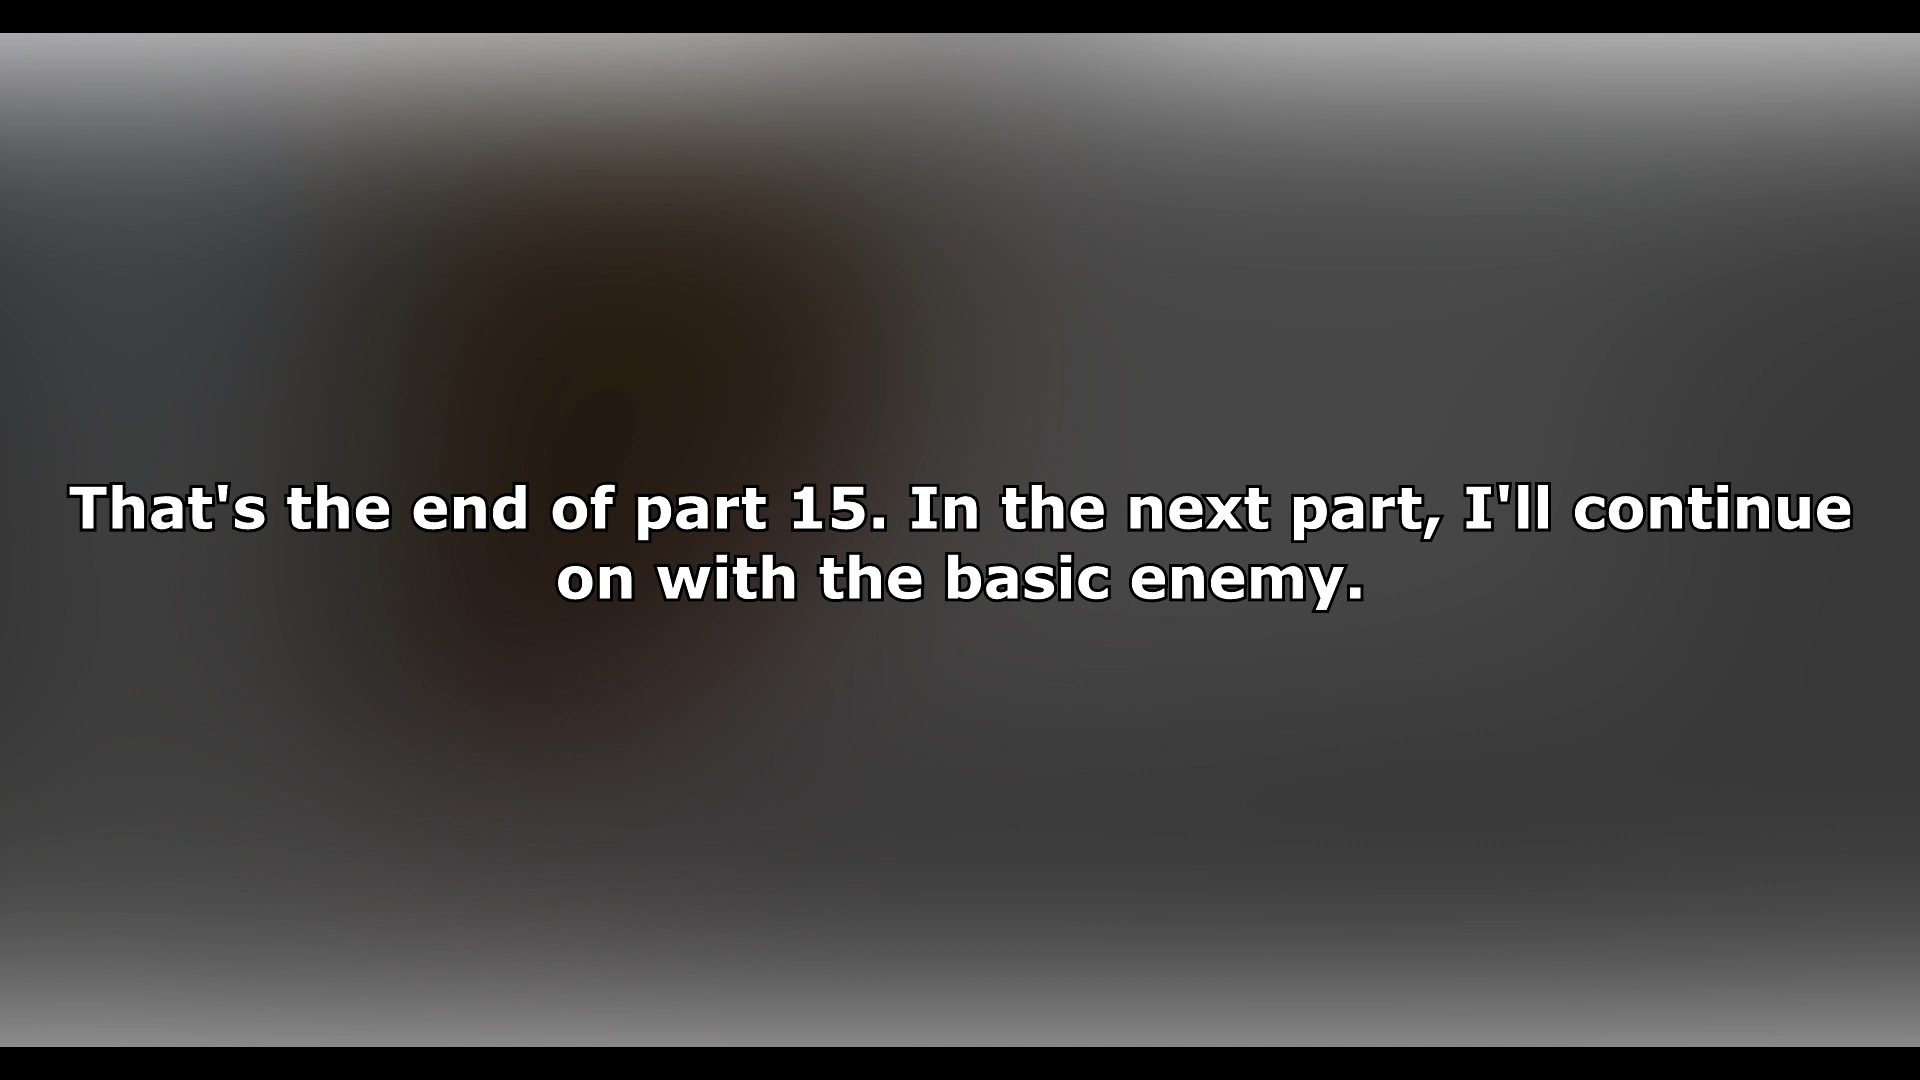 That's the end of part 15. In the next part, I'll continue
on with the basic enemy.